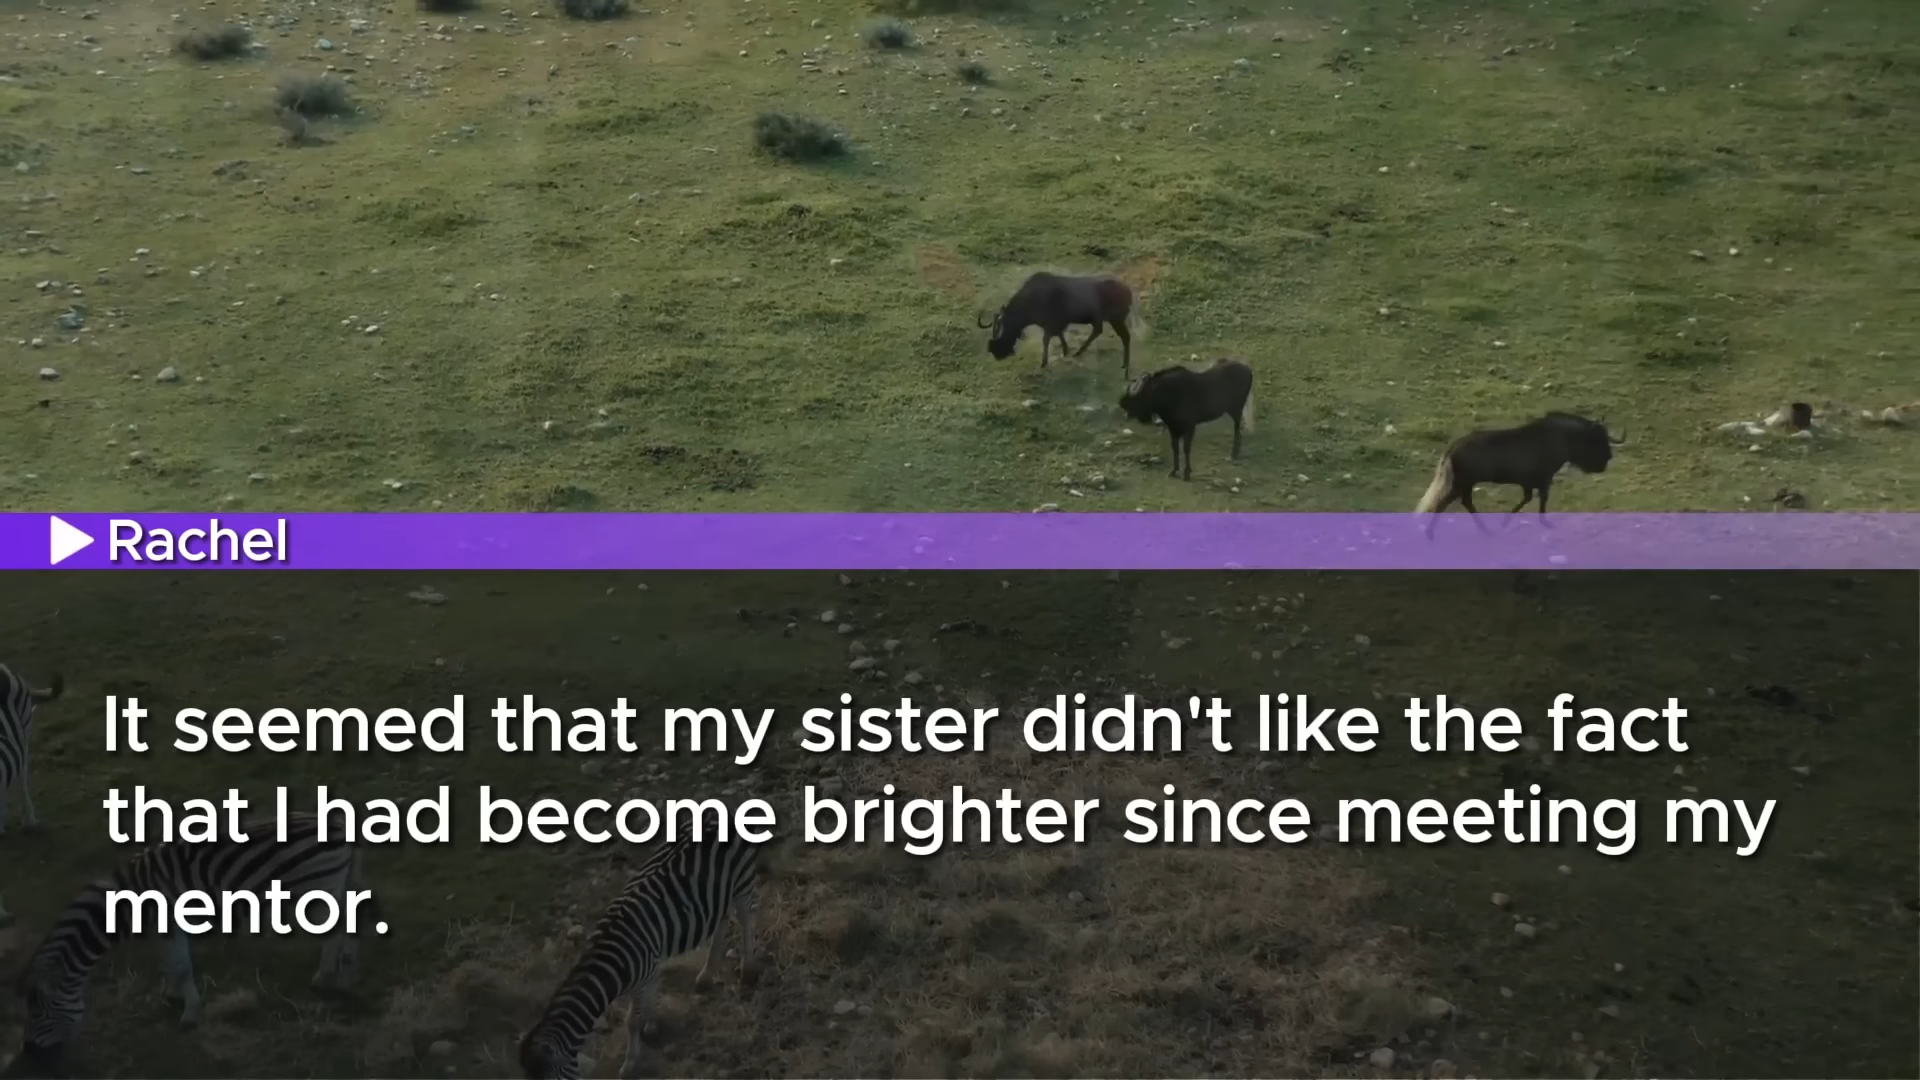 Rachel
It seemed that my sister didn't like the fact
that I had become brighter since meeting my
mentor.